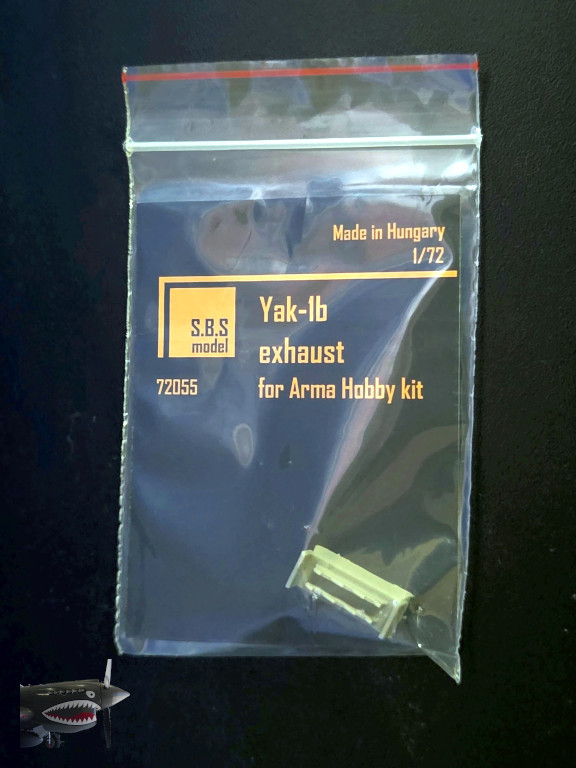 Made in Hungary
1/72
S.B.S
model
Yak-1b
exhaust
72055
for Arma Hobby kit